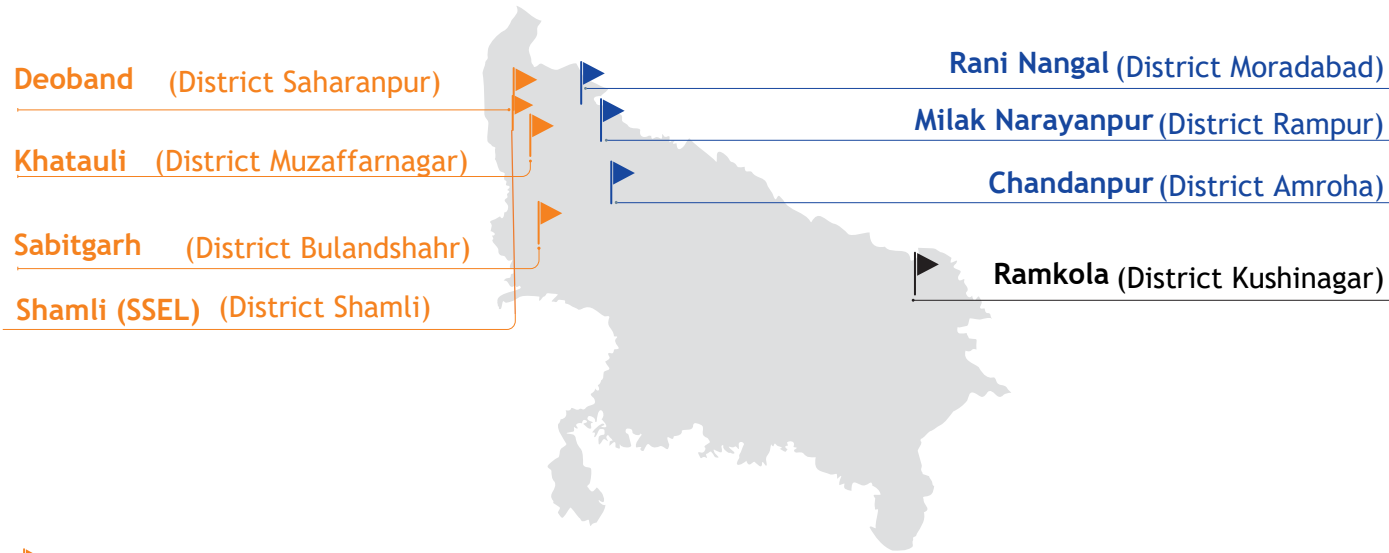 Deoband (District Saharanpur)
Khatauli (District Muzaffarnagar)
Sabitgarh (District Bulandshahr)
Shamli (SSEL) (District Shamli)
Rani Nangal (District Moradabad)
Milak Narayanpur (District Rampur)
Chandanpur (District Amroha)
Ramkola (District Kushinagar)